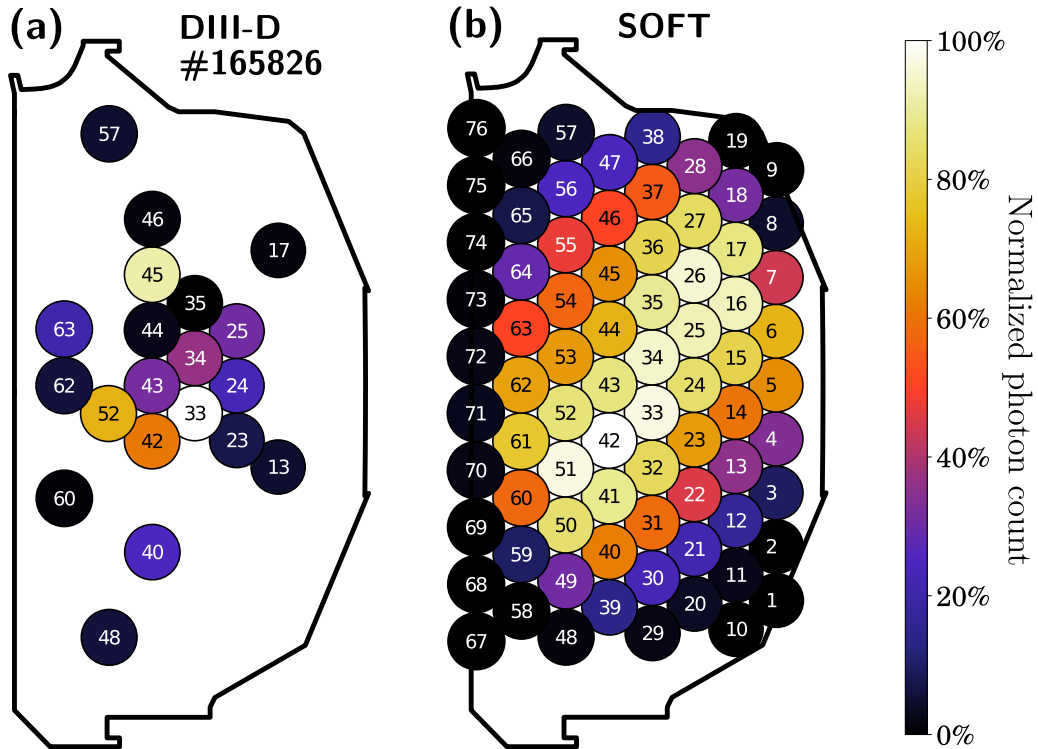 (a) DIII-D
#165826
57
46
17
45
35
63 44 25
34
62 43 24
52 33
42 23
13
60
40
48
(b) SOFT
76 57 38 19
66 47 28 9
75 56 37 18
65 46 27 8
74 55 36 17
64 45 26 7
73 54 35 16
63 44 25 6
72 53 34 15
62 43 24 5
71 52 33 14
61 42 23 4
70 51 32 13
60 41 22 3
69 50 31 12
59 40 21 2
68 49 30 11
58 39 20 1
67 48 29 10
100%
80%
60%
40%
20%
0%
Normalized photon count